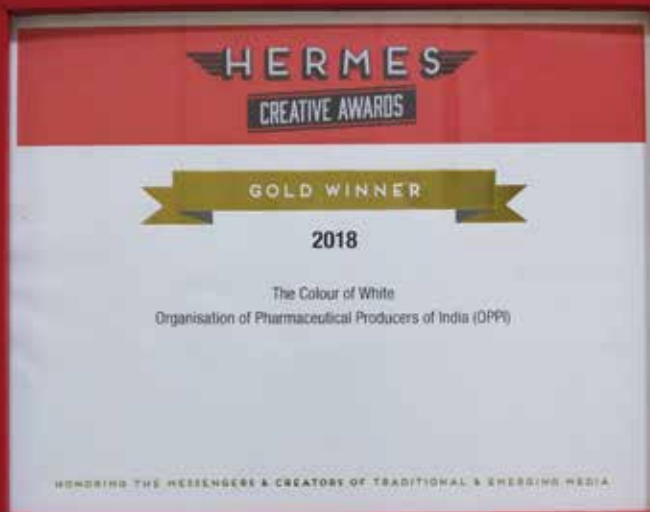 HERMES
CREATIVE AWARDS
GOLD WINNER
2018
The Colour of White
Organisation of Pharmaceutical Producers of India (OPPI)
HONORING THE MESSENGERS & CREATORS OF TRADITIONAL & EMERGING MEDIA